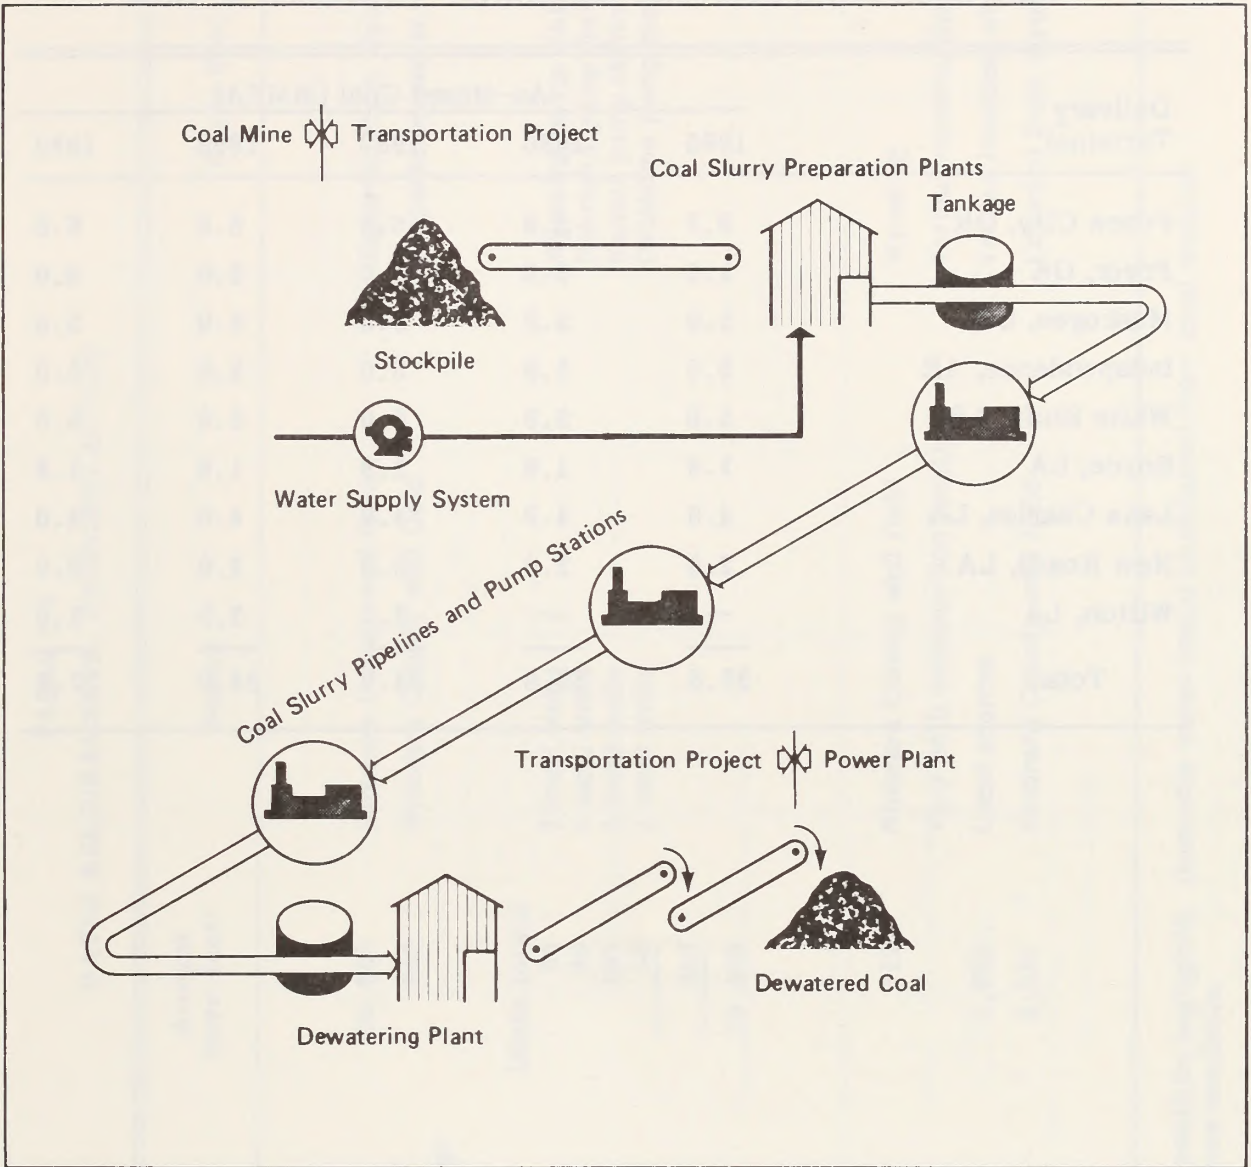 Coal Mine Transportation Project
Coal Slurry Preparation Plants
Tankage
Stockpile
Water Supply System
Coal Slurry Pipelines and Pump Stations
Transportation Project Power Plant
Dewatered Coal
Dewatering Plant